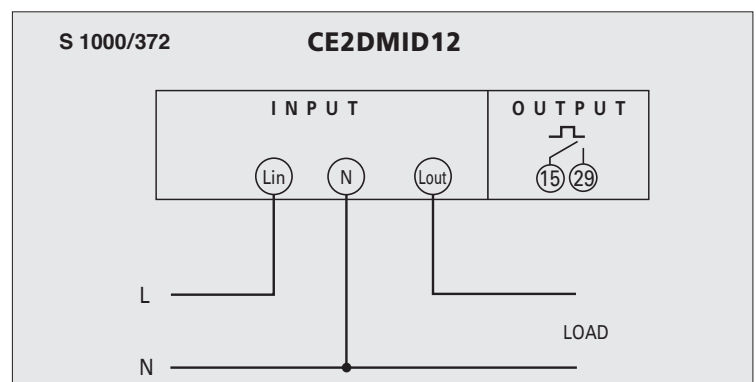 S 1000/372 CE2DMID12
INPUT OUTPUT
Lin N Lout 15 29
L
LOAD
N